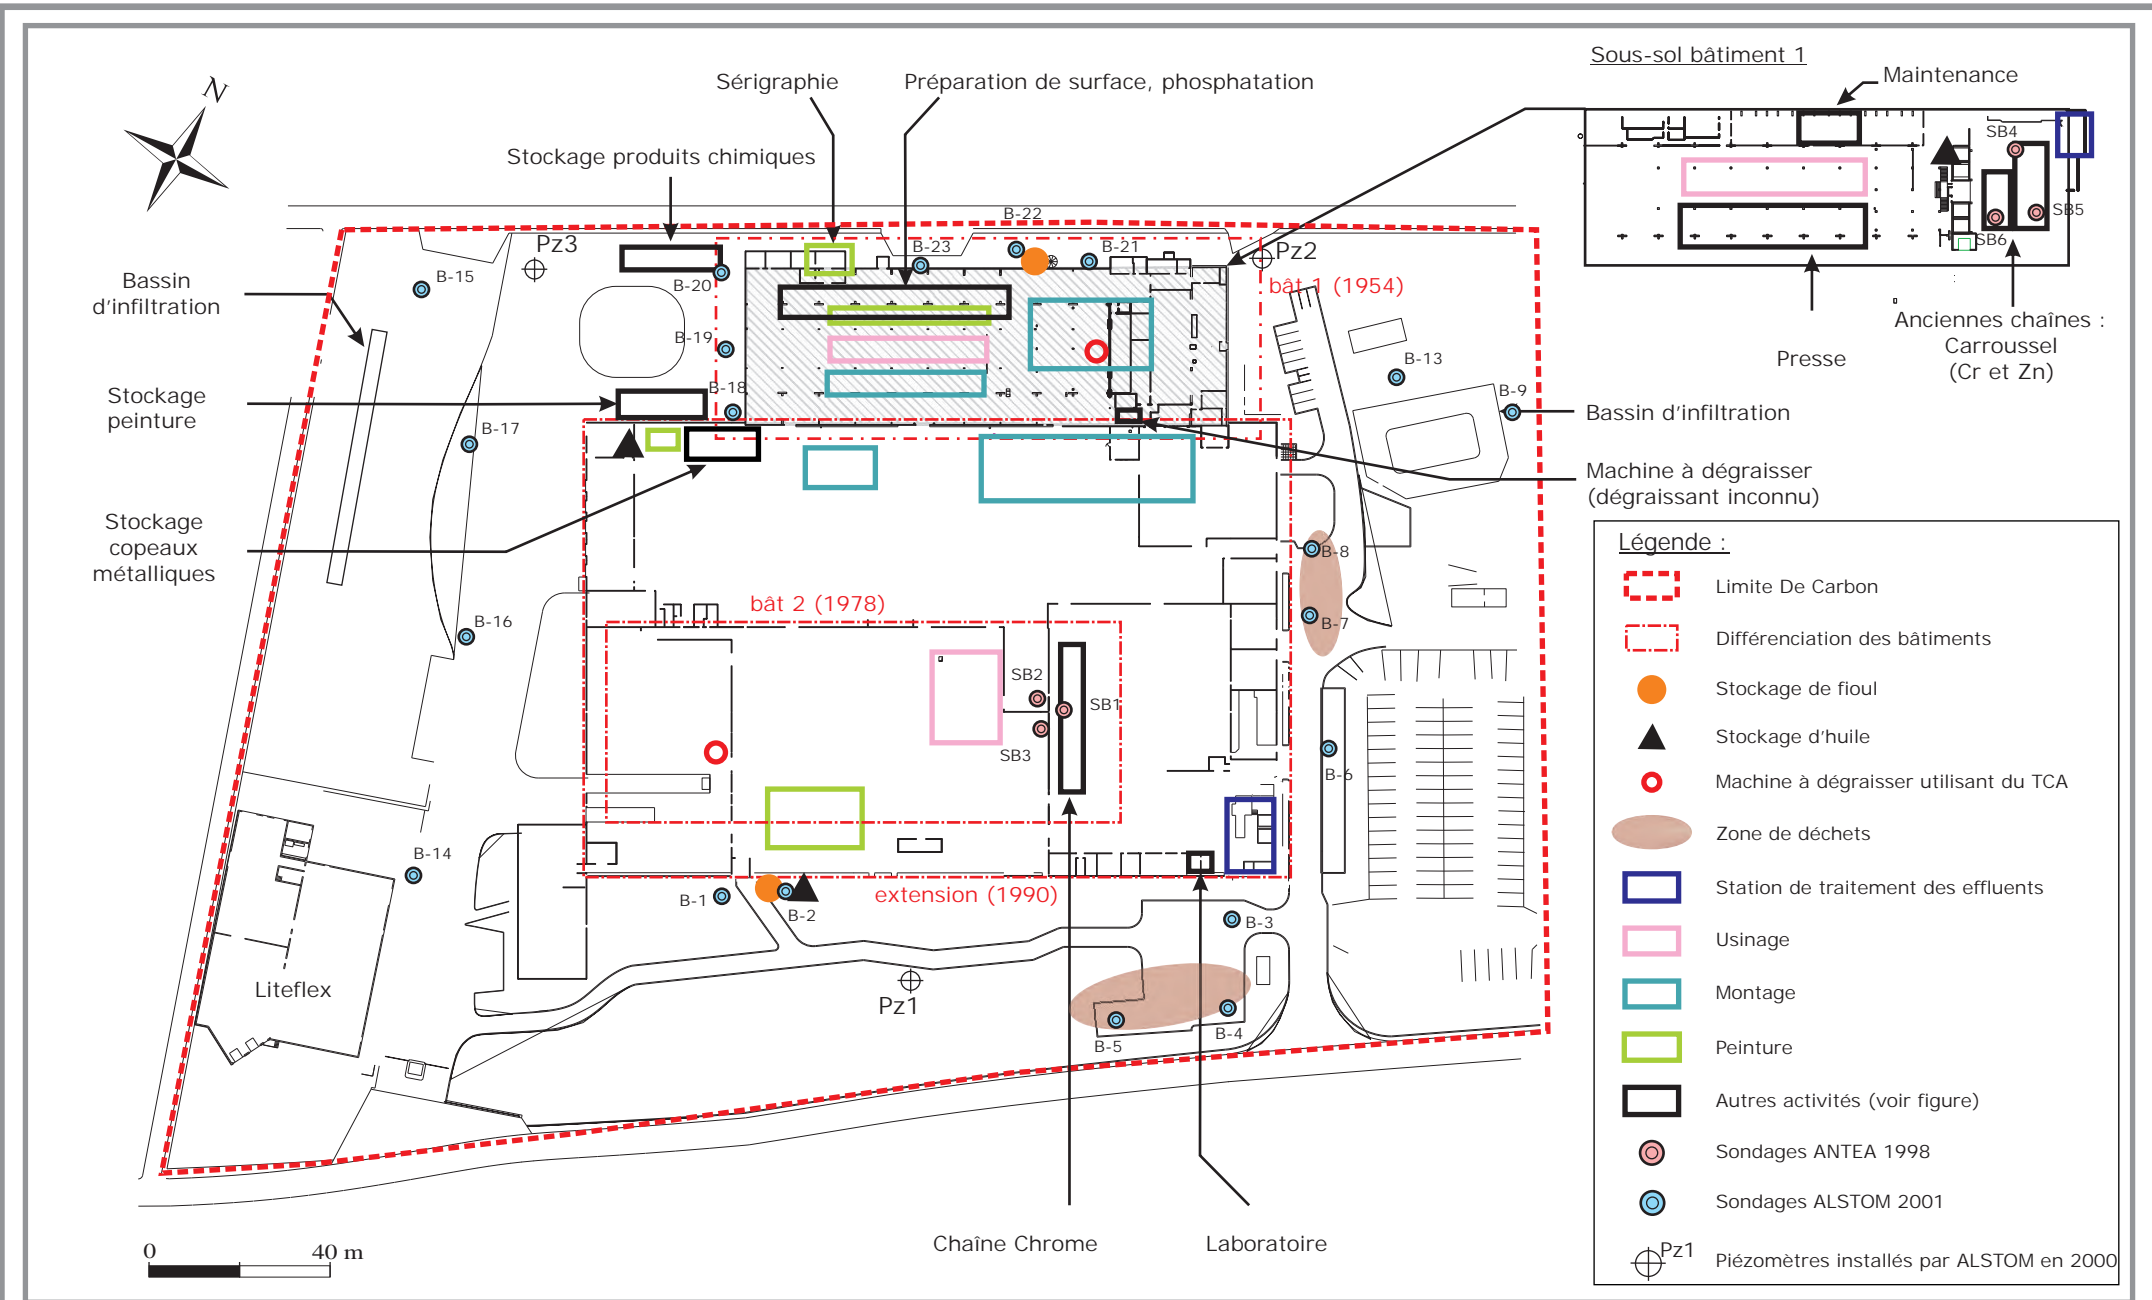 Sous-sol bâtiment 1
Maintenance
SB4
SB5
SB6
Presse
Anciennes chaînes :
Carroussel
(Cr et Zn)
N
Sérigraphie
Préparation de surface, phosphatation
Stockage produits chimiques
B-22
Pz3
B-23
B-21
Pz2
B-20
B-15
bât 1 (1954)
Bassin
d'infiltration
B-19
B-13
Stockage
peinture
B-18
B-9
Bassin d'infiltration
B-17
Machine à dégraisser
(dégraissant inconnu)
Stockage
copeaux
métalliques
B-8
bât 2 (1978)
B-7
B-16
SB2
SB1
SB3
B-6
B-14
B-1
B-2
extension (1990)
B-3
Liteflex
Pz1
B-5
B-4
Chaîne Chrome
Laboratoire
0
40 m
Légende :
Limite De Carbon
Différenciation des bâtiments
Stockage de fioul
Stockage d'huile
Machine à dégraisser utilisant du TCA
Zone de déchets
Station de traitement des effluents
Usinage
Montage
Peinture
Autres activités (voir figure)
Sondages ANTEA 1998
Sondages ALSTOM 2001
Pz1
Piézomètres installés par ALSTOM en 2000